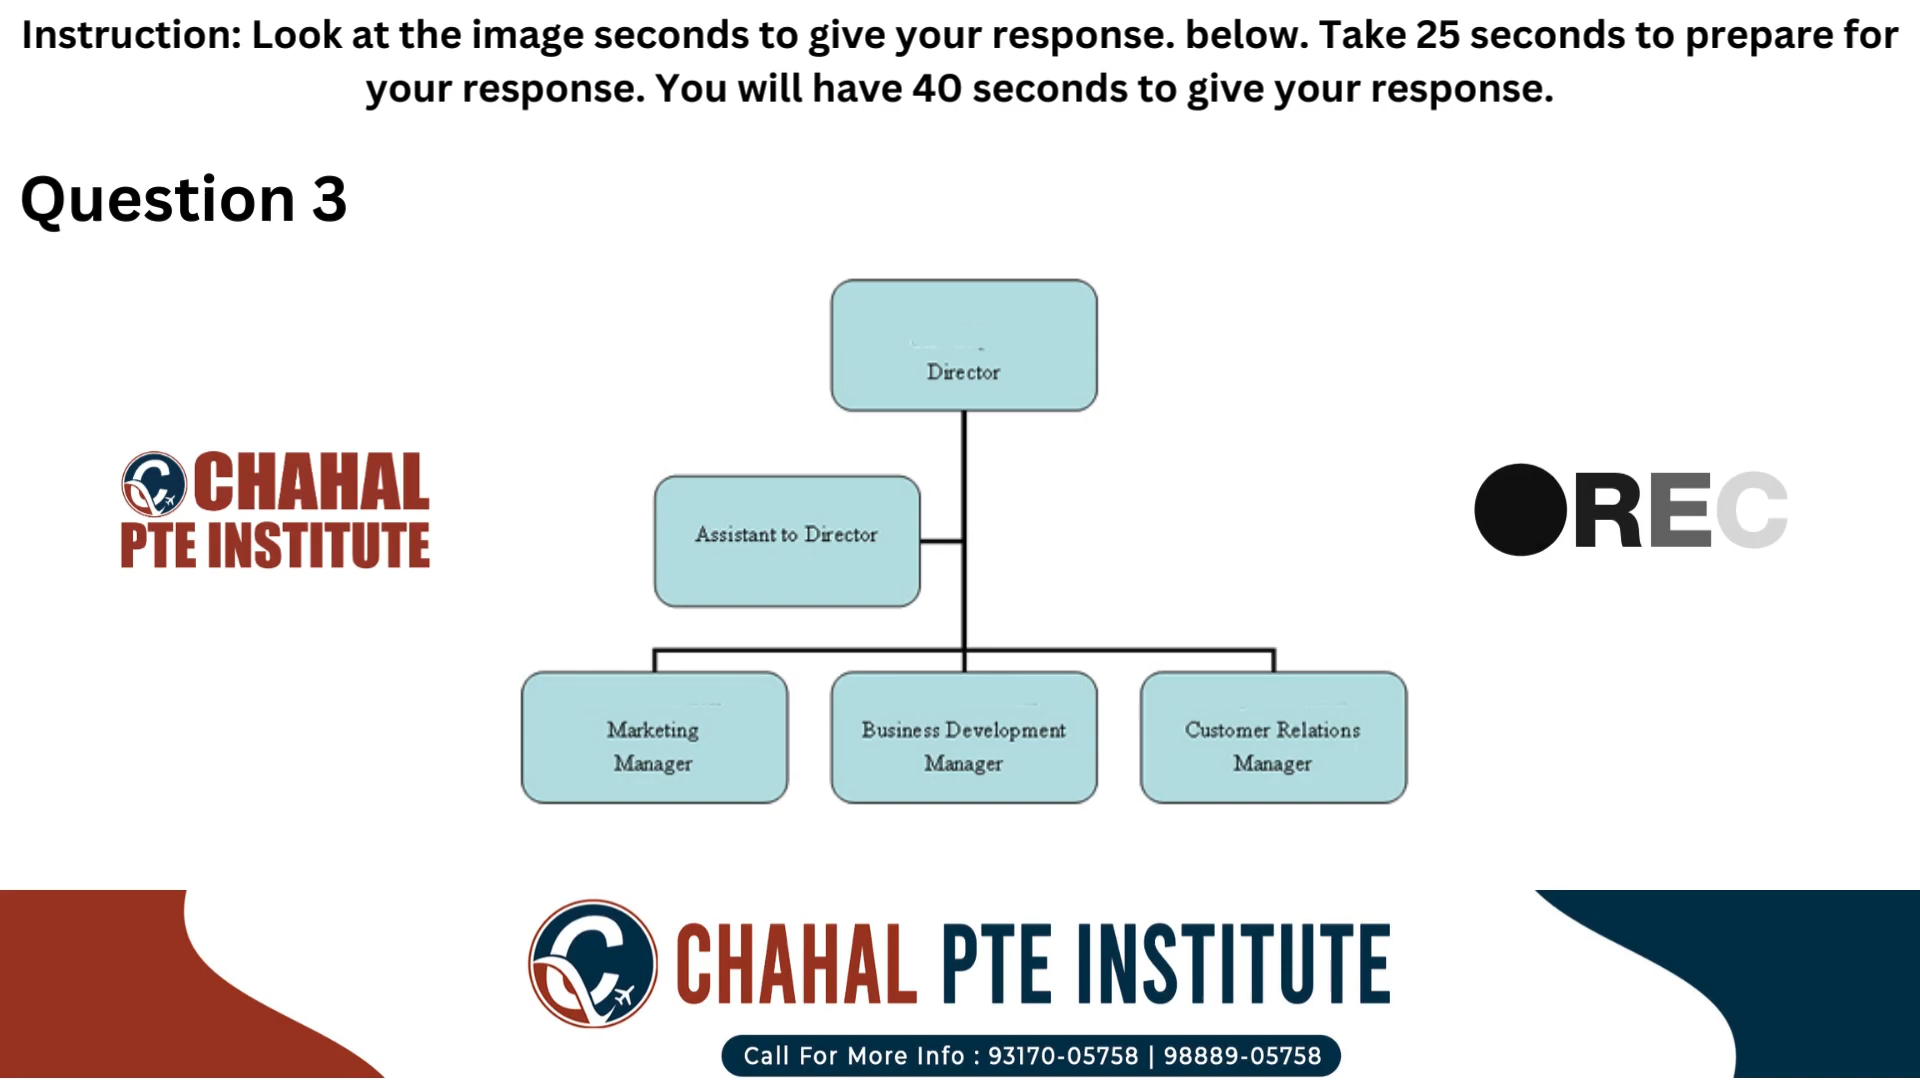 Instruction: Look at the image seconds to give your response. below. Take 25 seconds to prepare for
your response. You will have 40 seconds to give your response.
Question 3
Director
CHAHAL
PTE INSTITUTE
REC
Assistant to Director
Marketing
Manager
Business Development
Manager
Customer Relations
Manager
CHAHAL PTE INSTITUTE
Call For More Info : 93170-05758 | 98889-05758